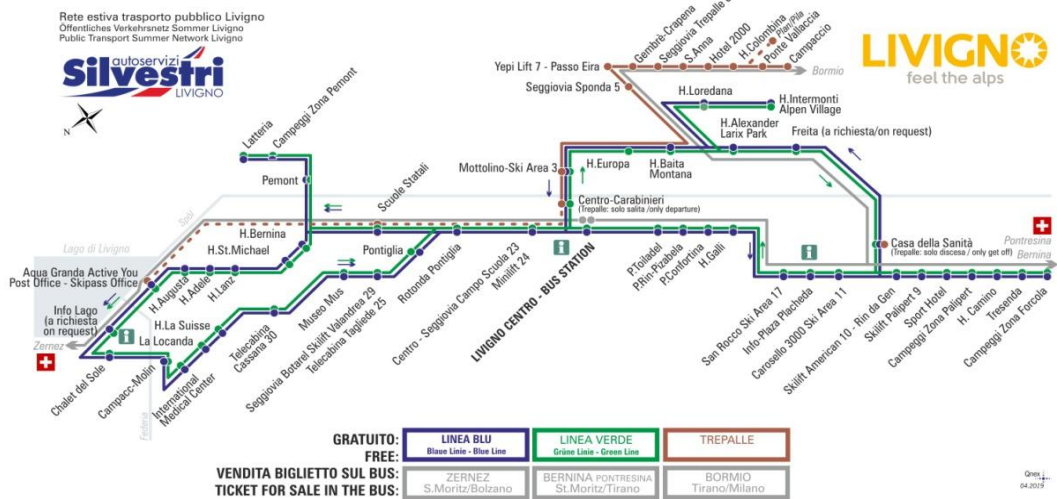 Rete estiva trasporto pubblico Livigno
Öffentliches Verkehrsnetz Sommer Livigno
Public Transport Summer Network Livigno
autoservizi
Silvestri
LIVIGNO
N
LIVIGNO
feel the alps
Gembrè-Crapena
Seggiovia Trepalle
S.Anna
Hotel 2000
H.Colombina
Plan/Pila
Ponte Vallaccia
Campaccio
Bormio
Yepi Lift 7 - Passo Eira
Seggiovia Sponda 5
H.Loredana
H.Intermonti
Alpen Village
H.Alexander
Larix Park
Freita (a richiesta/on request)
Latteria
Campeggi Zona Pemont
Pemont
Scuole Statali
Mottolino-Ski Area 3
H.Europa
H.Baita
Montana
Centro-Carabinieri
(Trepalle: solo salita /only departure)
Spöl
Lago di Livigno
H.Bernina
H.St.Michael
H.Lanz
H.Adele
H.Augusta
Aqua Granda Active You
Post Office - Skipass Office
Info Lago
(a richiesta
on request)
Zernez
Federia
Chalet del Sole
Campacc-Molin
International
Medical Center
La Locanda
H.La Suisse
Telecabina
Cassana 30
Museo Mus
Seggiovia Botarel Skilift Valandrea 29
Telecabina Tagliede 25
Pontiglia
Rotonda Pontiglia
Centro - Seggiovia Campo Scuola 23
Minilift 24
LIVIGNO CENTRO - BUS STATION
P.Toiladel
P.Rin-Pizabela
P.Confortina
H.Galli
San Rocco Ski Area 17
Info-Plaza Placheda
Carosello 3000 Ski Area 11
Skilift American 10 - Rin da Gen
Skilift Palipert 9
Sport Hotel
Campeggi Zona Palipert
H. Camino
Tresenda
Campeggi Zona Forcola
Casa della Sanità
(Trepalle: solo discesa / only get off)
Pontresina
Bernina
GRATUITO:
FREE:
LINEA BLU
Blaue Linie - Blue Line
LINEA VERDE
Grüne Linie - Green Line
TREPALLE
VENDITA BIGLIETTO SUL BUS:
TICKET FOR SALE IN THE BUS:
ZERNEZ
S.Moritz/Bolzano
BERNINA PONTRESINA
St.Moritz/Tirano
BORMIO
Tirano/Milano
Qnex
04.2019